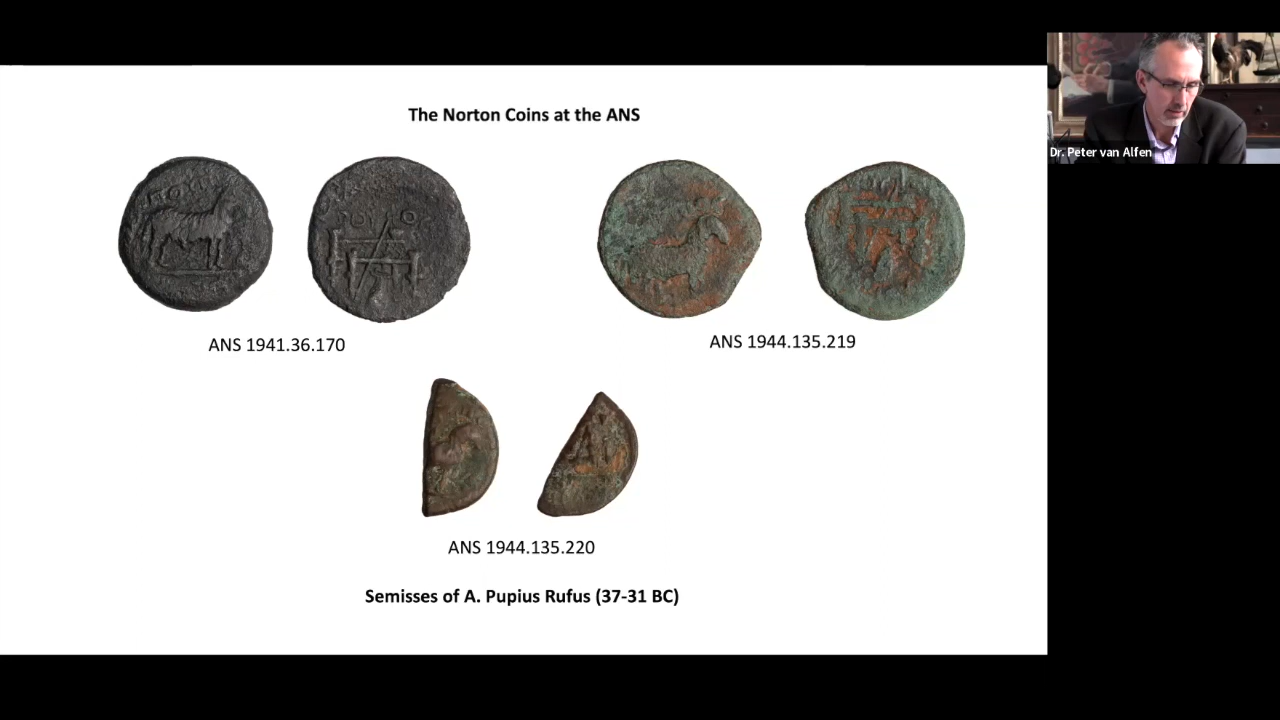 The Norton Coins at the ANS
Dr. Peter van Alfen
ANS 1941.36.170
ANS 1944.135.219
ANS 1944.135.220
Semisses of A. Pupius Rufus (37-31 BC)